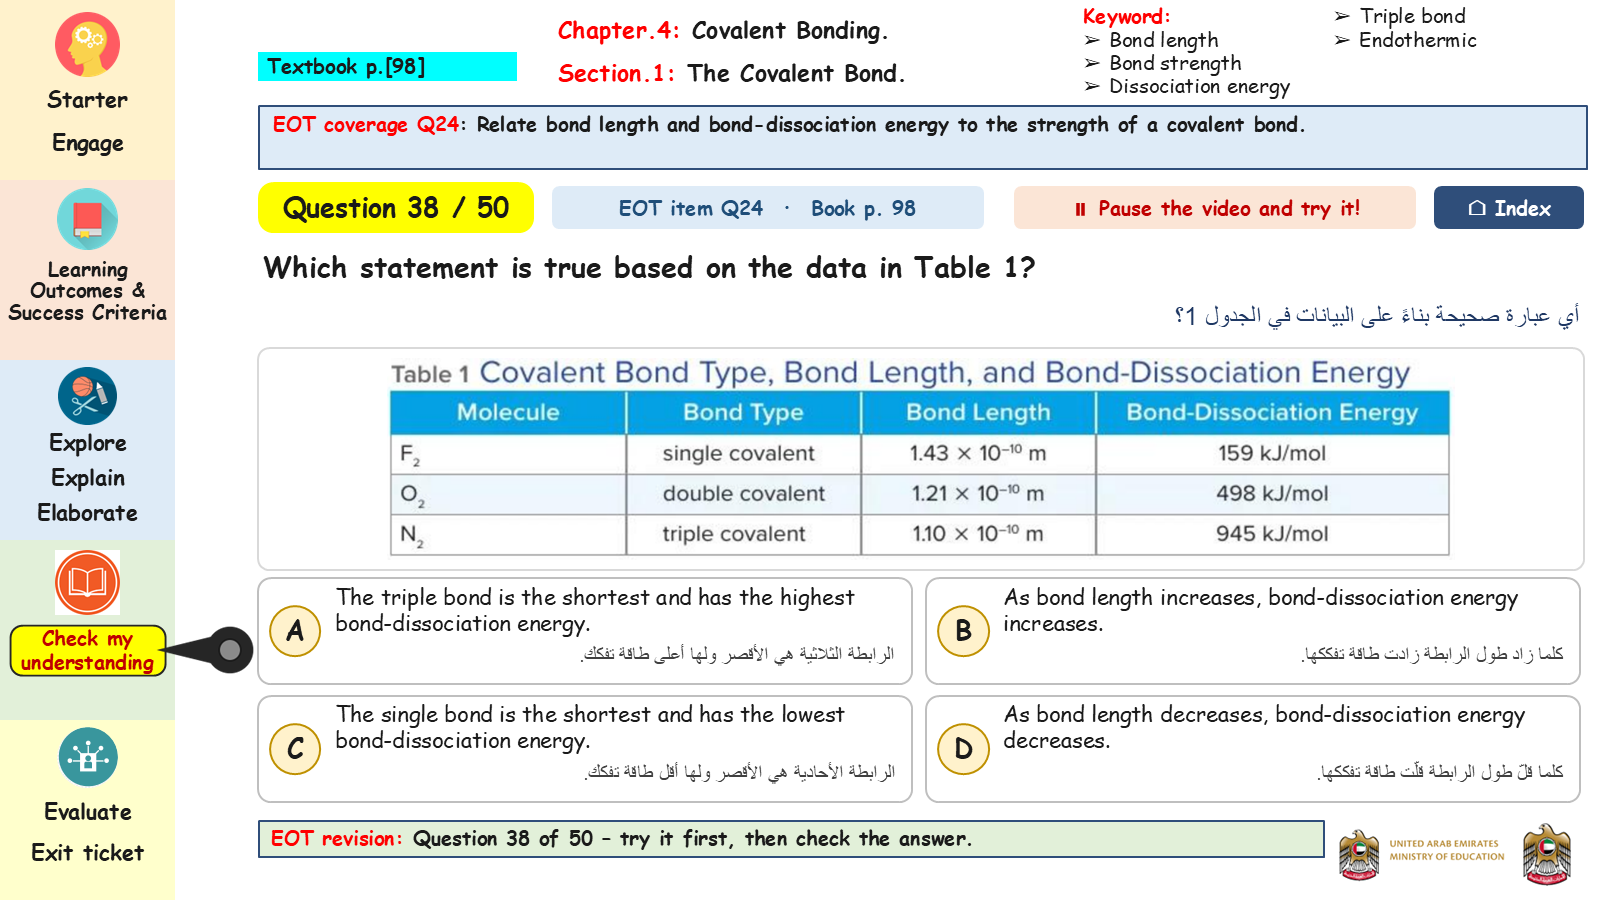 Starter
Engage
Learning
Outcomes &
Success Criteria
Explore
Explain
Elaborate
Check my
understanding
Evaluate
Exit ticket
Textbook p.[98]
Chapter.4: Covalent Bonding.
Section.1: The Covalent Bond.
Keyword:
➢ Bond length
➢ Bond strength
➢ Dissociation energy
➢ Triple bond
➢ Endothermic
EOT coverage Q24: Relate bond length and bond-dissociation energy to the strength of a covalent bond.
Question 38 / 50
EOT item Q24 · Book p. 98
⏸ Pause the video and try it!
⌂ Index
Which statement is true based on the data in Table 1?
أي عبارة صحيحة بناءً على البيانات في الجدول 1؟
Table 1 Covalent Bond Type, Bond Length, and Bond-Dissociation Energy
Molecule Bond Type Bond Length Bond-Dissociation Energy
F₂ single covalent 1.43 × 10⁻¹⁰ m 159 kJ/mol
O₂ double covalent 1.21 × 10⁻¹⁰ m 498 kJ/mol
N₂ triple covalent 1.10 × 10⁻¹⁰ m 945 kJ/mol
A
The triple bond is the shortest and has the highest
bond-dissociation energy.
الرابطة الثلاثية هي الأقصر ولها أعلى طاقة تفكك.
B
As bond length increases, bond-dissociation energy
increases.
كلما زاد طول الرابطة زادت طاقة تفككها.
C
The single bond is the shortest and has the lowest
bond-dissociation energy.
الرابطة الأحادية هي الأقصر ولها أقل طاقة تفكك.
D
As bond length decreases, bond-dissociation energy
decreases.
كلما قلّ طول الرابطة قلّت طاقة تفككها.
EOT revision: Question 38 of 50 – try it first, then check the answer.
UNITED ARAB EMIRATES
MINISTRY OF EDUCATION